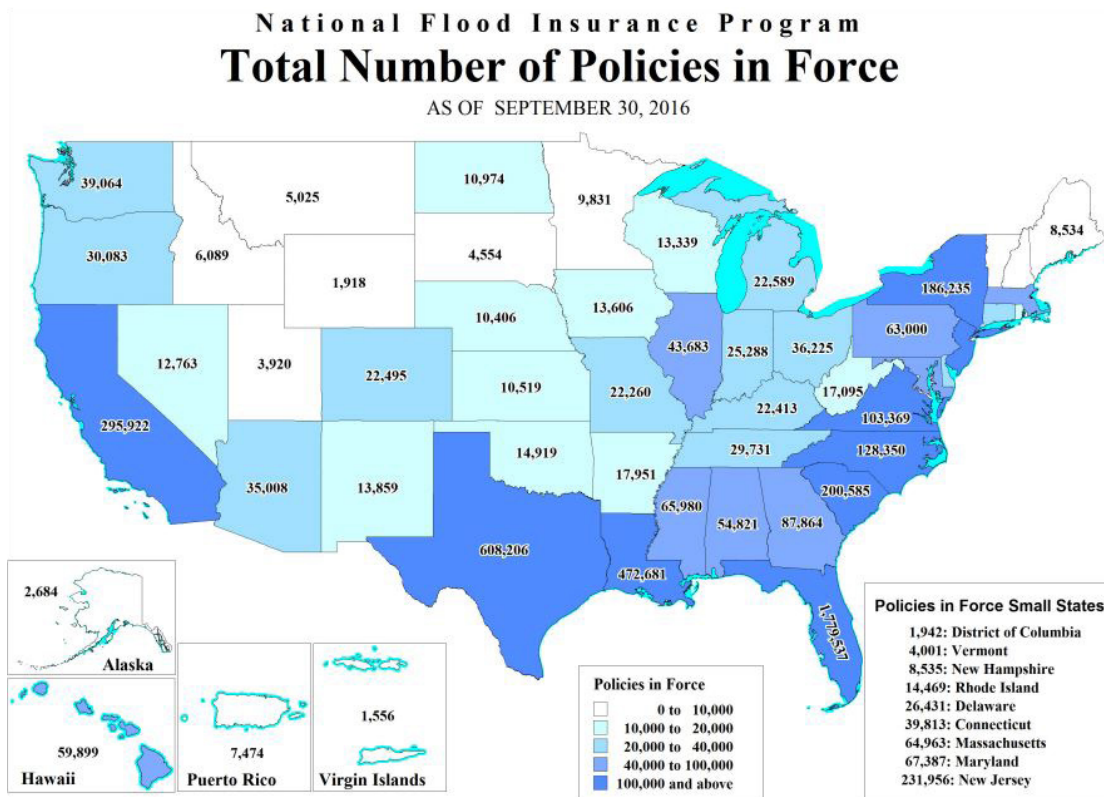 National Flood Insurance Program
Total Number of Policies in Force
AS OF SEPTEMBER 30, 2016
39,064
5,025
10,974
9,831
8,534
30,083
6,089
4,554
13,339
22,589
186,235
1,918
10,406
13,606
63,000
12,763
3,920
22,495
10,519
22,260
43,683
25,288
36,225
17,095
22,413
103,369
295,922
29,731
128,350
35,008
13,859
14,919
17,951
65,980
54,821
87,864
200,585
608,206
472,681
1,779,537
2,684
Alaska
59,899
Hawaii
7,474
Puerto Rico
1,556
Virgin Islands
Policies in Force
0 to 10,000
10,000 to 20,000
20,000 to 40,000
40,000 to 100,000
100,000 and above
Policies in Force Small States
1,942: District of Columbia
4,001: Vermont
8,535: New Hampshire
14,469: Rhode Island
26,431: Delaware
39,813: Connecticut
64,963: Massachusetts
67,387: Maryland
231,956: New Jersey